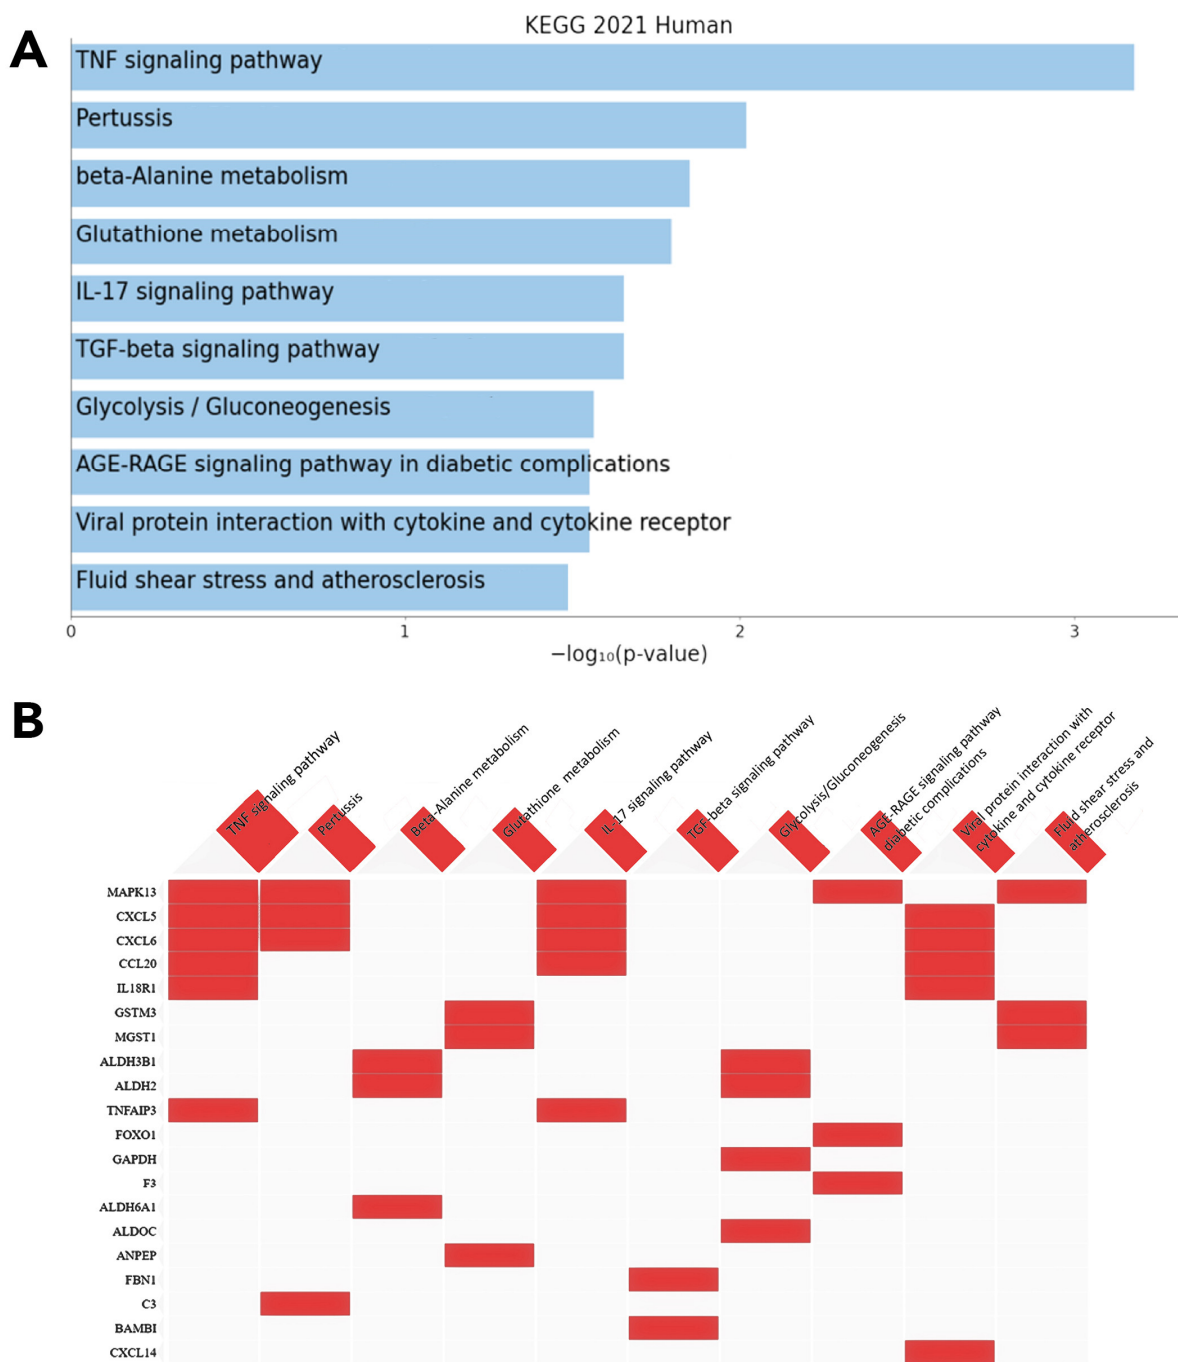 A
KEGG 2021 Human
TNF signaling pathway
Pertussis
beta-Alanine metabolism
Glutathione metabolism
IL-17 signaling pathway
TGF-beta signaling pathway
Glycolysis / Gluconeogenesis
AGE-RAGE signaling pathway in diabetic complications
Viral protein interaction with cytokine and cytokine receptor
Fluid shear stress and atherosclerosis
0 1 2 3
−log₁₀(p-value)
B
TNF signaling pathway
Pertussis
Beta-Alanine metabolism
Glutathione metabolism
IL-17 signaling pathway
TGF-beta signaling pathway
Glycolysis/Gluconeogenesis
AGE-RAGE signaling pathway
diabetic complications
Viral protein interaction with
cytokine and cytokine receptor
Fluid shear stress and
atherosclerosis
MAPK13
CXCL5
CXCL6
CCL20
IL18R1
GSTM3
MGST1
ALDH3B1
ALDH2
TNFAIP3
FOXO1
GAPDH
F3
ALDH6A1
ALDOC
ANPEP
FBN1
C3
BAMBI
CXCL14